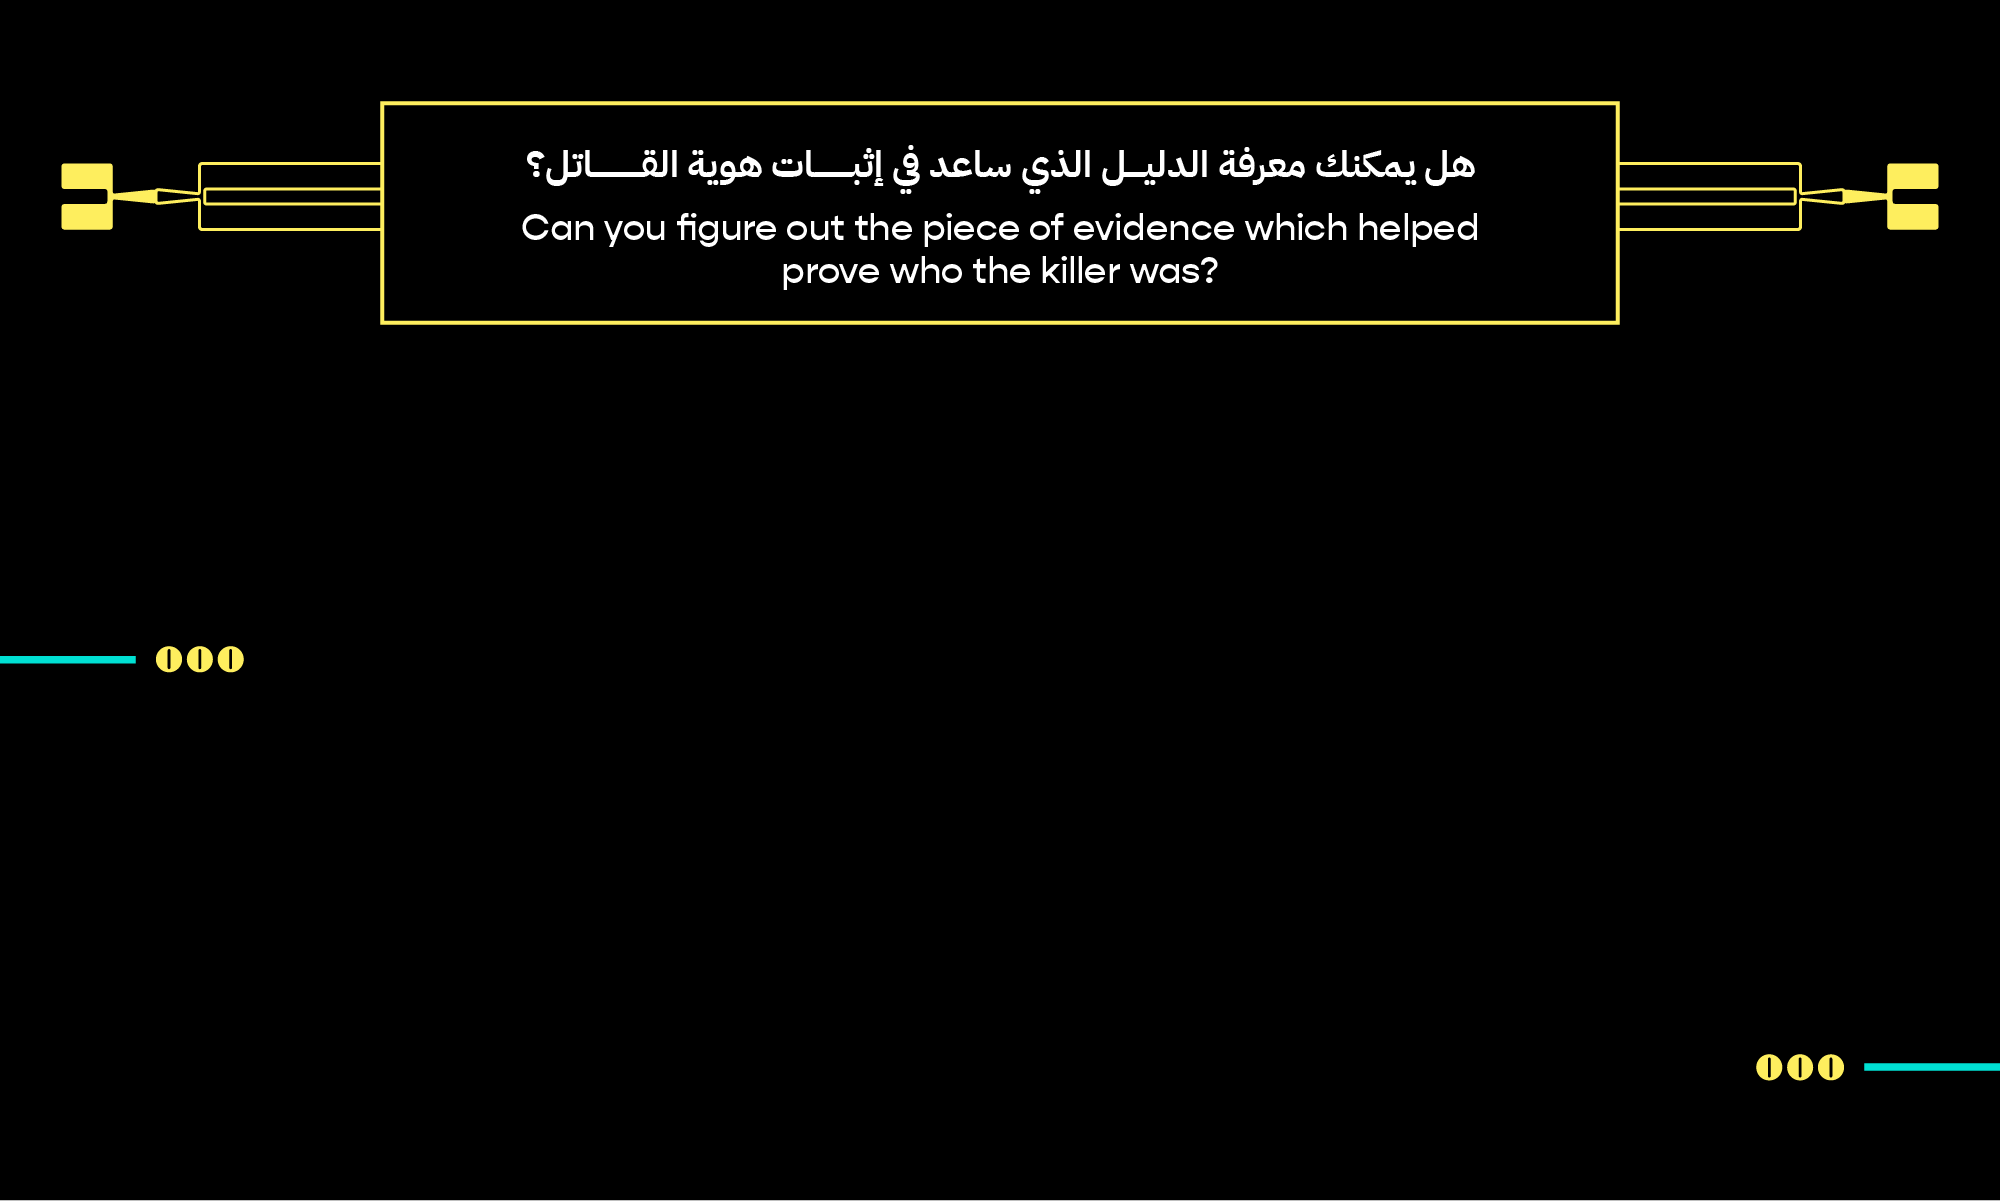 هل يمكنك معرفة الدليـل الذي ساعد في إثبـــات هوية القــــاتل؟
Can you figure out the piece of evidence which helped
prove who the killer was?